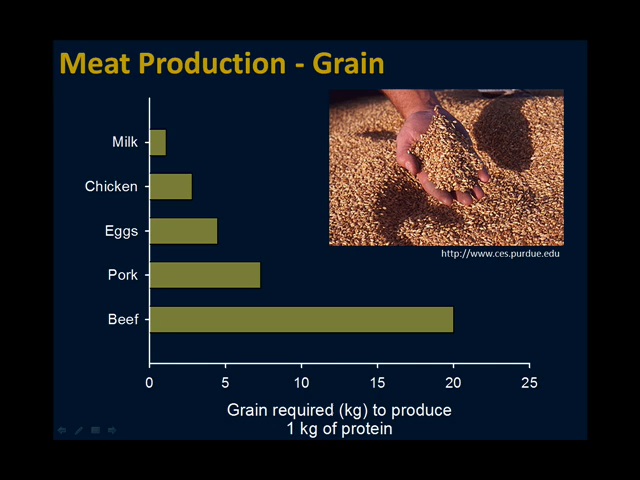 Meat Production - Grain
Milk
Chicken
Eggs
Pork
Beef
http://www.ces.purdue.edu
0 5 10 15 20 25
Grain required (kg) to produce
1 kg of protein